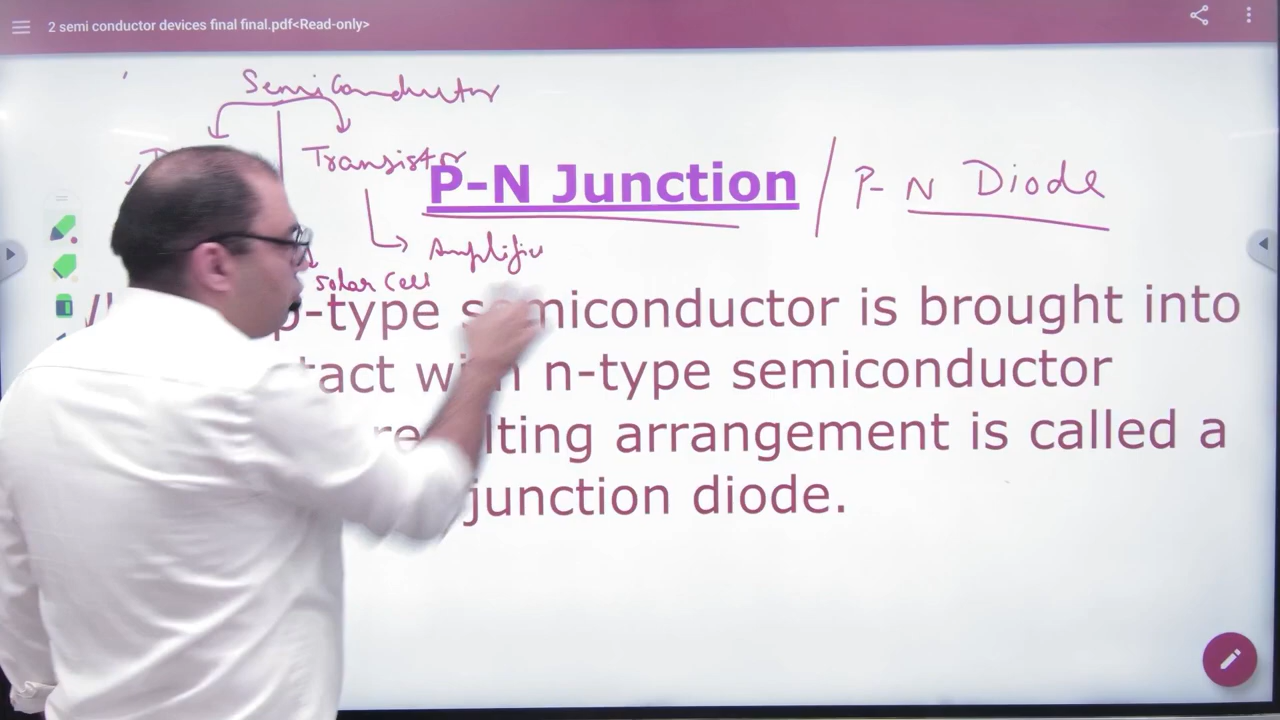 2 semi conductor devices final final.pdf<Read-only>
SemiConductor
Transistor
P-N Junction / P-N Diode
Amplifier
Solar Cell
p-type semiconductor is brought into
with n-type semiconductor
arrangement is called a
junction diode.